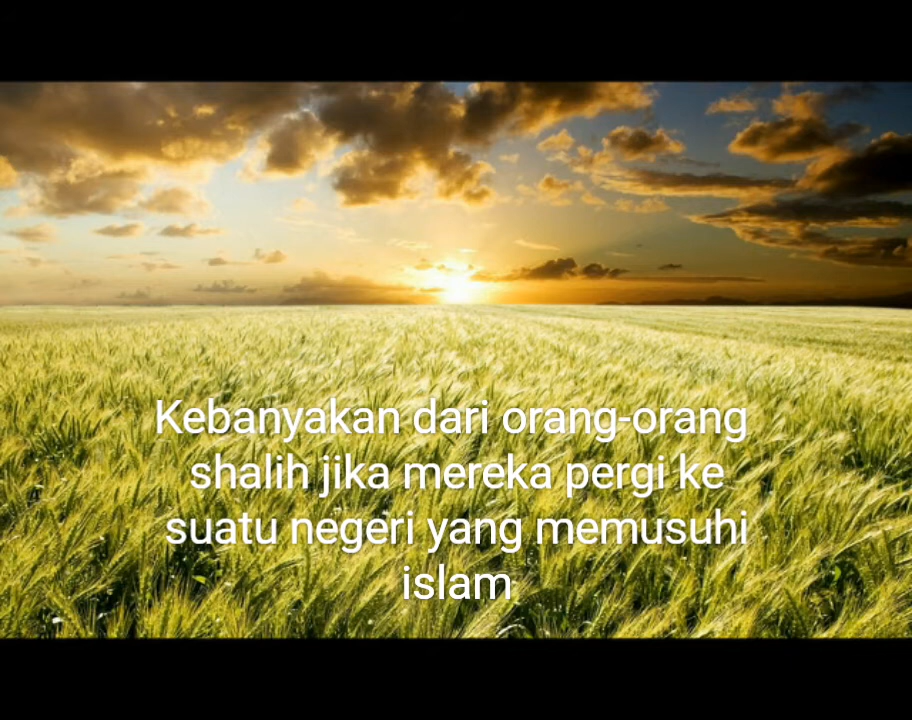 Kebanyakan dari orang-orang
shalih jika mereka pergi ke
suatu negeri yang memusuhi
islam